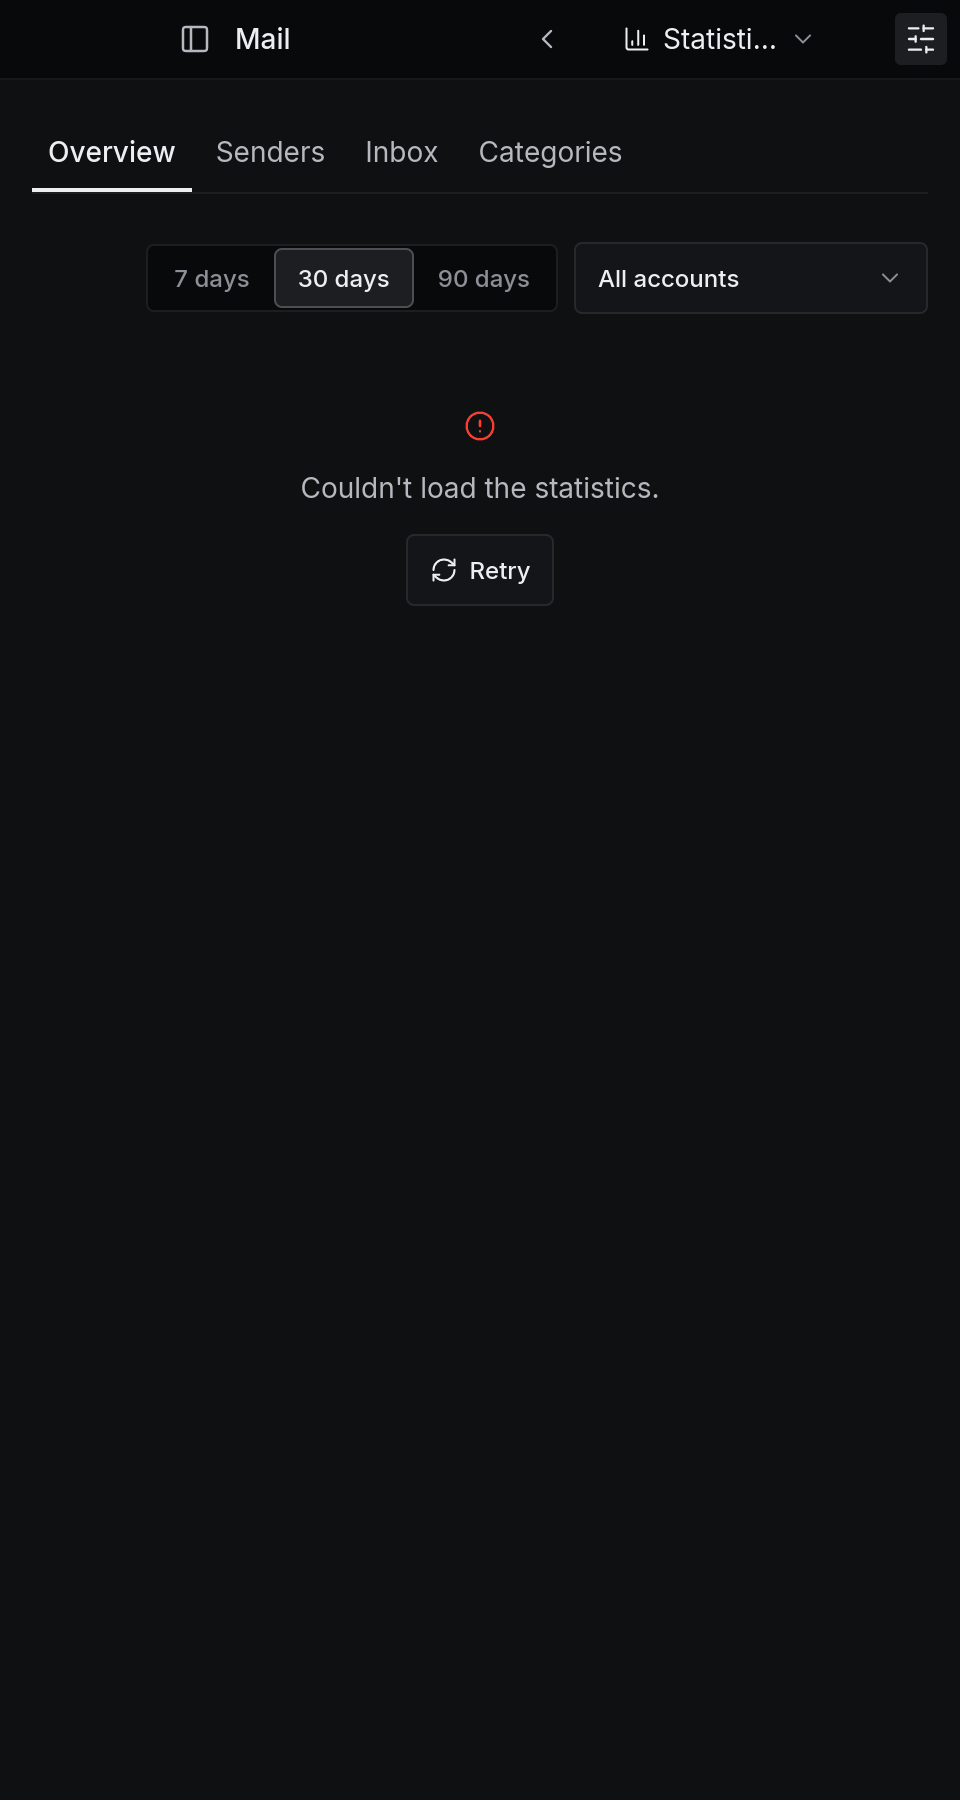 Mail
Statisti...
Overview Senders Inbox Categories
7 days 30 days 90 days All accounts
Couldn't load the statistics.
Retry